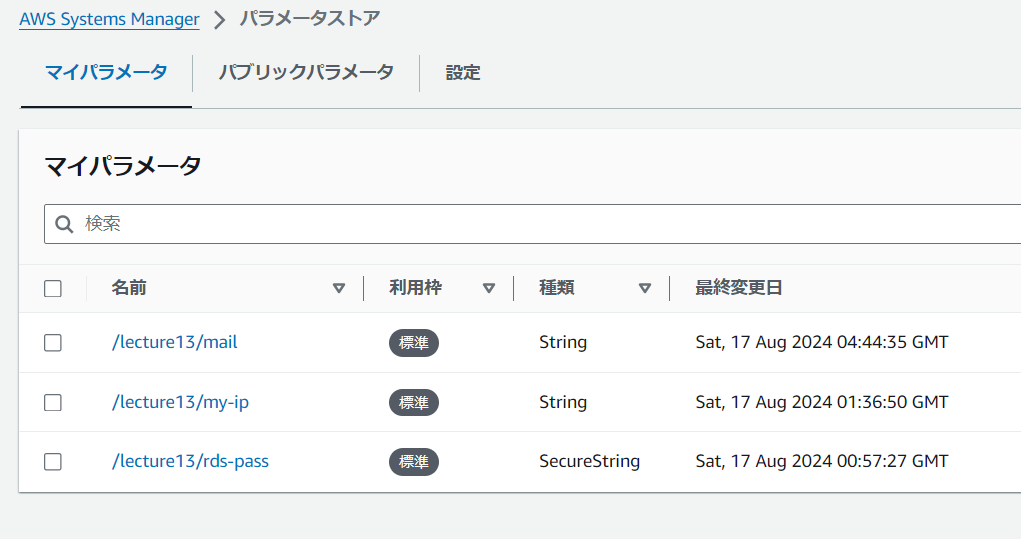 AWS Systems Manager > パラメータストア
マイパラメータ パブリックパラメータ 設定
マイパラメータ
検索
名前 利用枠 種類 最終変更日
/lecture13/mail 標準 String Sat, 17 Aug 2024 04:44:35 GMT
/lecture13/my-ip 標準 String Sat, 17 Aug 2024 01:36:50 GMT
/lecture13/rds-pass 標準 SecureString Sat, 17 Aug 2024 00:57:27 GMT